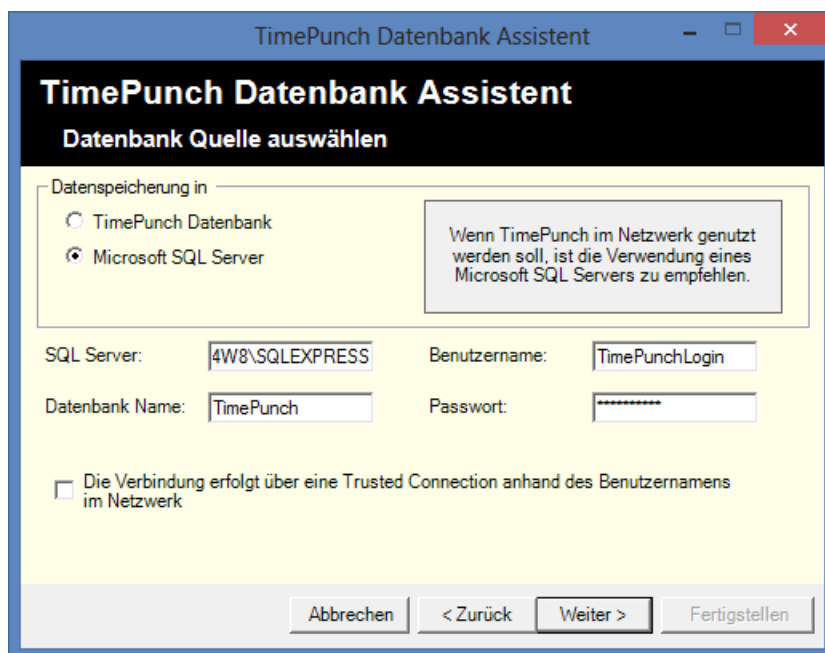 TimePunch Datenbank Assistent
TimePunch Datenbank Assistent
Datenbank Quelle auswählen
Datenspeicherung in
TimePunch Datenbank
Microsoft SQL Server
Wenn TimePunch im Netzwerk genutzt
werden soll, ist die Verwendung eines
Microsoft SQL Servers zu empfehlen.
SQL Server: 4W8\SQLEXPRESS Benutzername: TimePunchLogin
Datenbank Name: TimePunch Passwort: **********
Die Verbindung erfolgt über eine Trusted Connection anhand des Benutzernamens
im Netzwerk
Abbrechen < Zurück Weiter > Fertigstellen